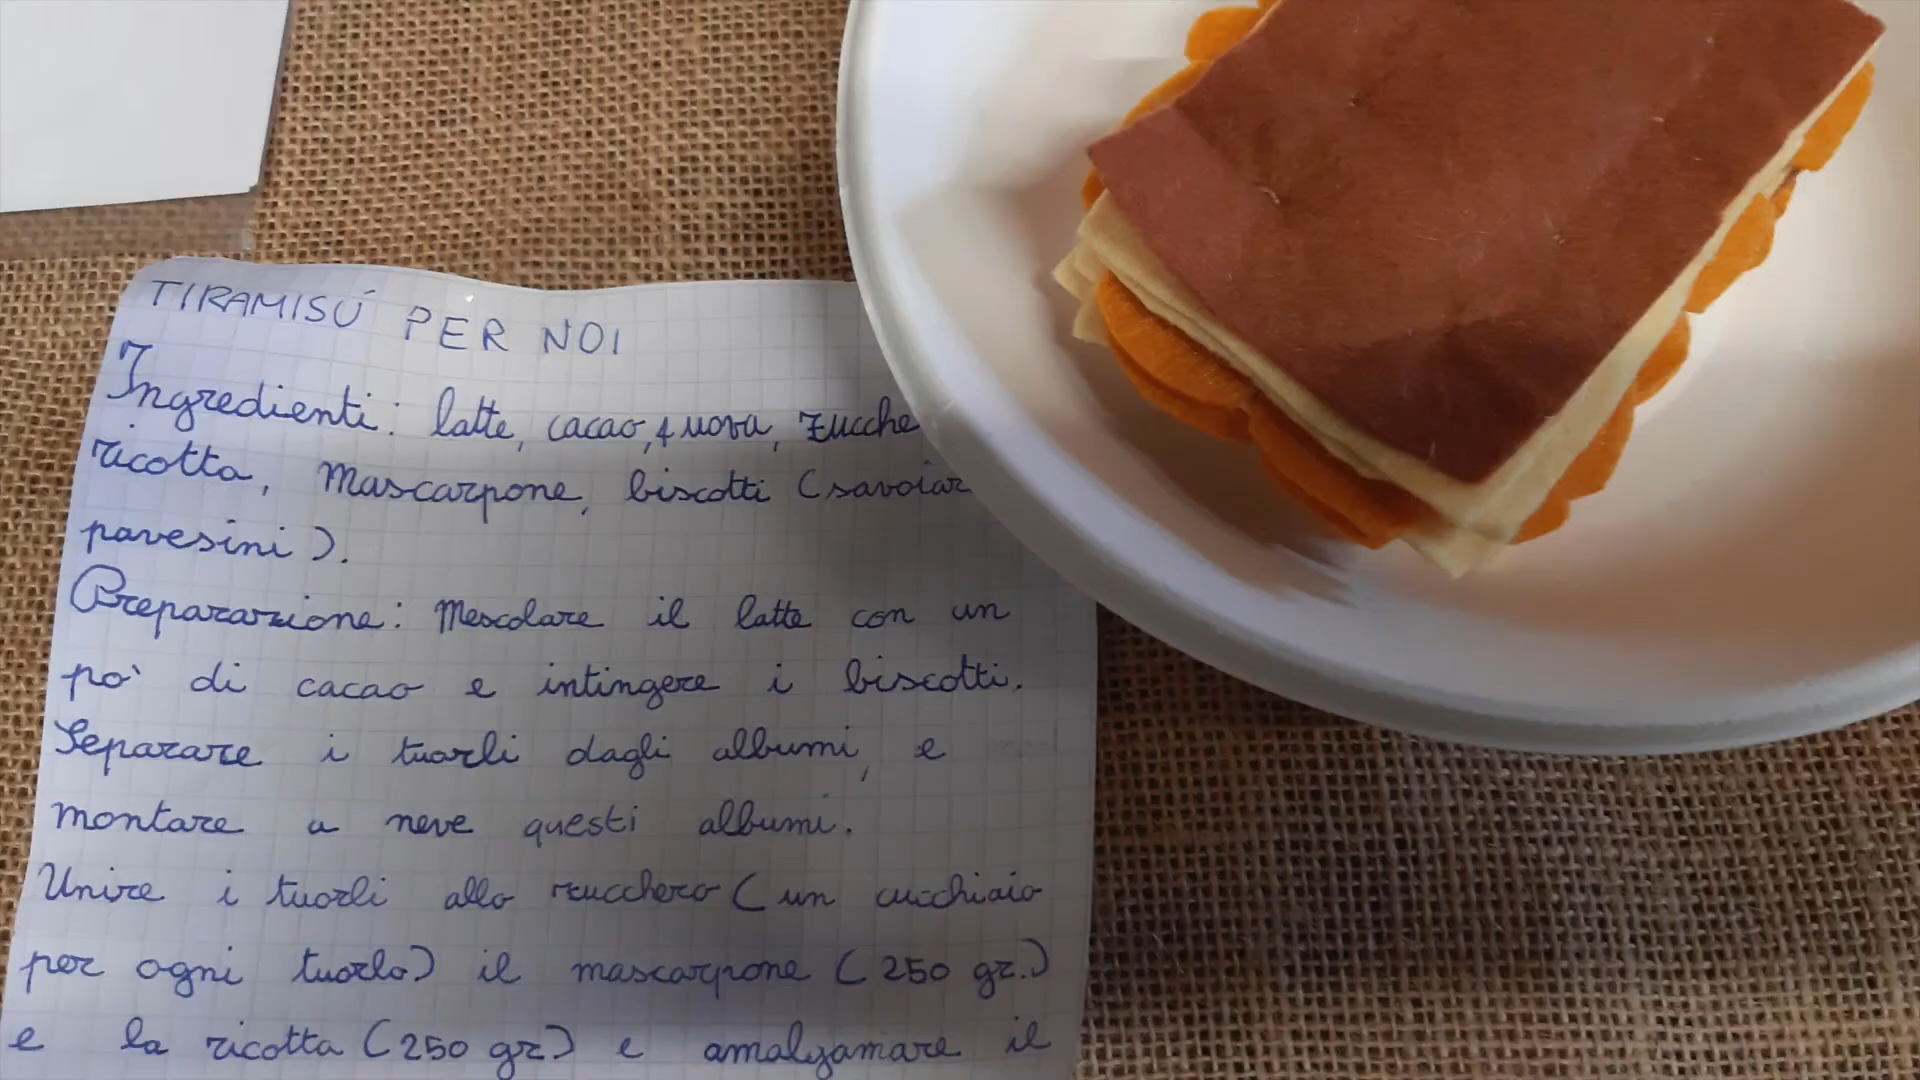 TIRAMISÚ PER NOI
Ingredienti: latte, cacao, 4 uova, zucche
ricotta, mascarpone, biscotti (savoiar
pavesini).
Preparazione: Mescolare il latte con un
po' di cacao e intingere i biscotti.
Separare i tuorli dagli albumi, e
montare a neve questi albumi.
Unire i tuorli allo zucchero (un cucchiaio
per ogni tuorlo) il mascarpone (250 gr.)
e la ricotta (250 gr) e amalgamare il